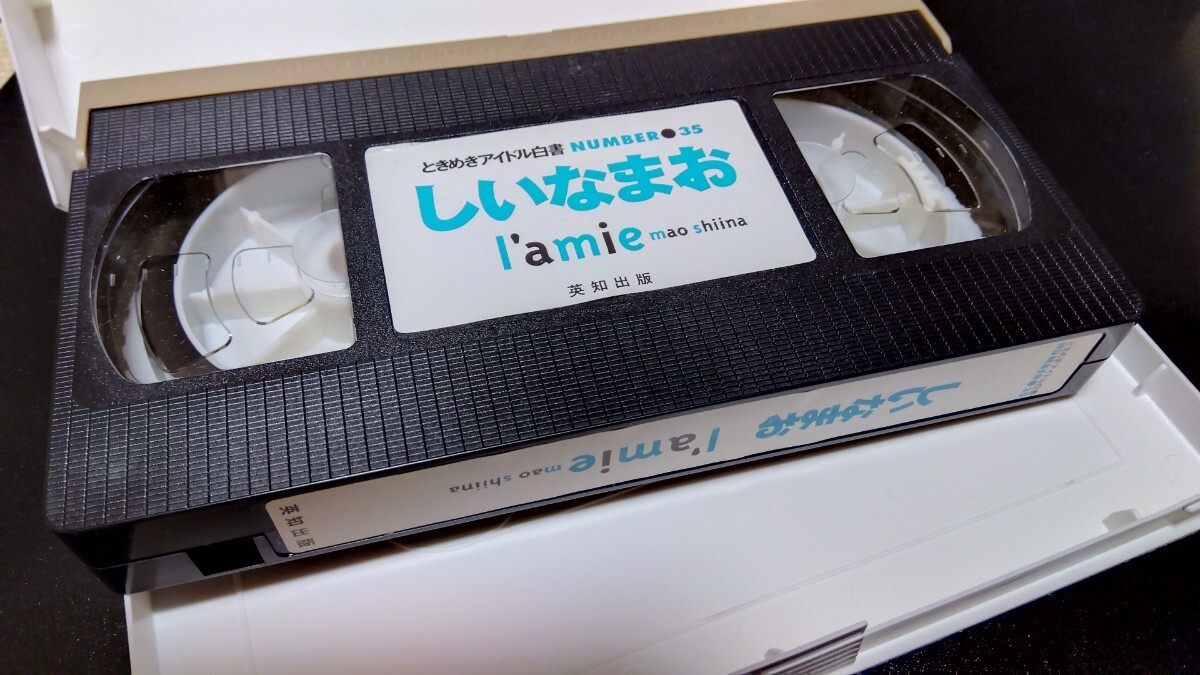 ときめきアイドル白書 NUMBER●35
しいなまお
l'amie mao shiina
英知出版
しいなまお l'amie mao shiina
英知出版